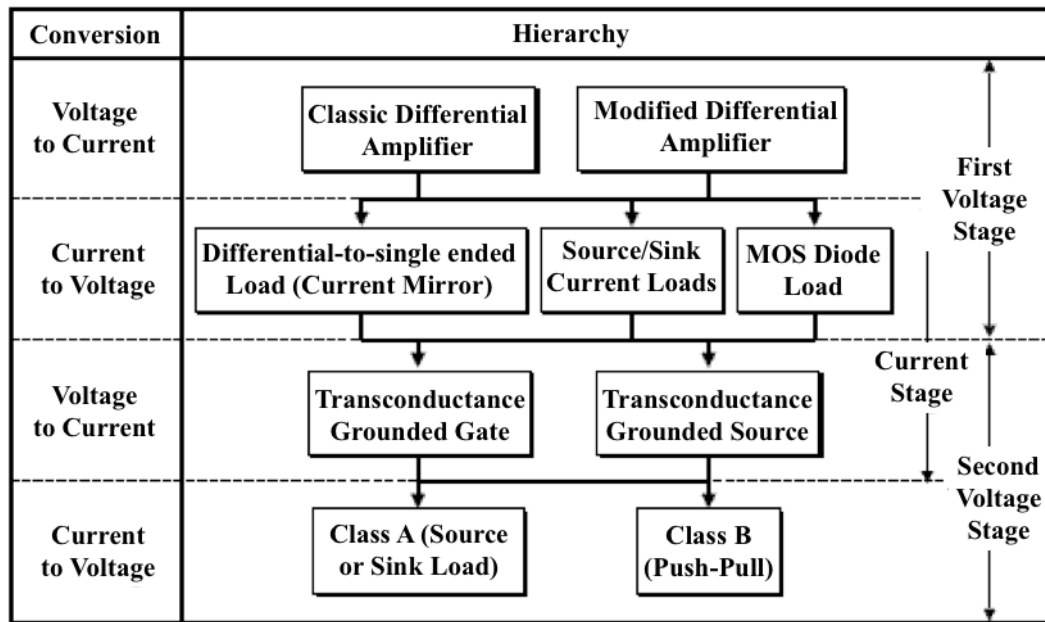 Conversion
Hierarchy
Voltage
to Current
Classic Differential
Amplifier
Modified Differential
Amplifier
First
Voltage
Stage
Current
to Voltage
Differential-to-single ended
Load (Current Mirror)
Source/Sink
Current Loads
MOS Diode
Load
Current
Stage
Voltage
to Current
Transconductance
Grounded Gate
Transconductance
Grounded Source
Second
Voltage
Stage
Current
to Voltage
Class A (Source
or Sink Load)
Class B
(Push-Pull)